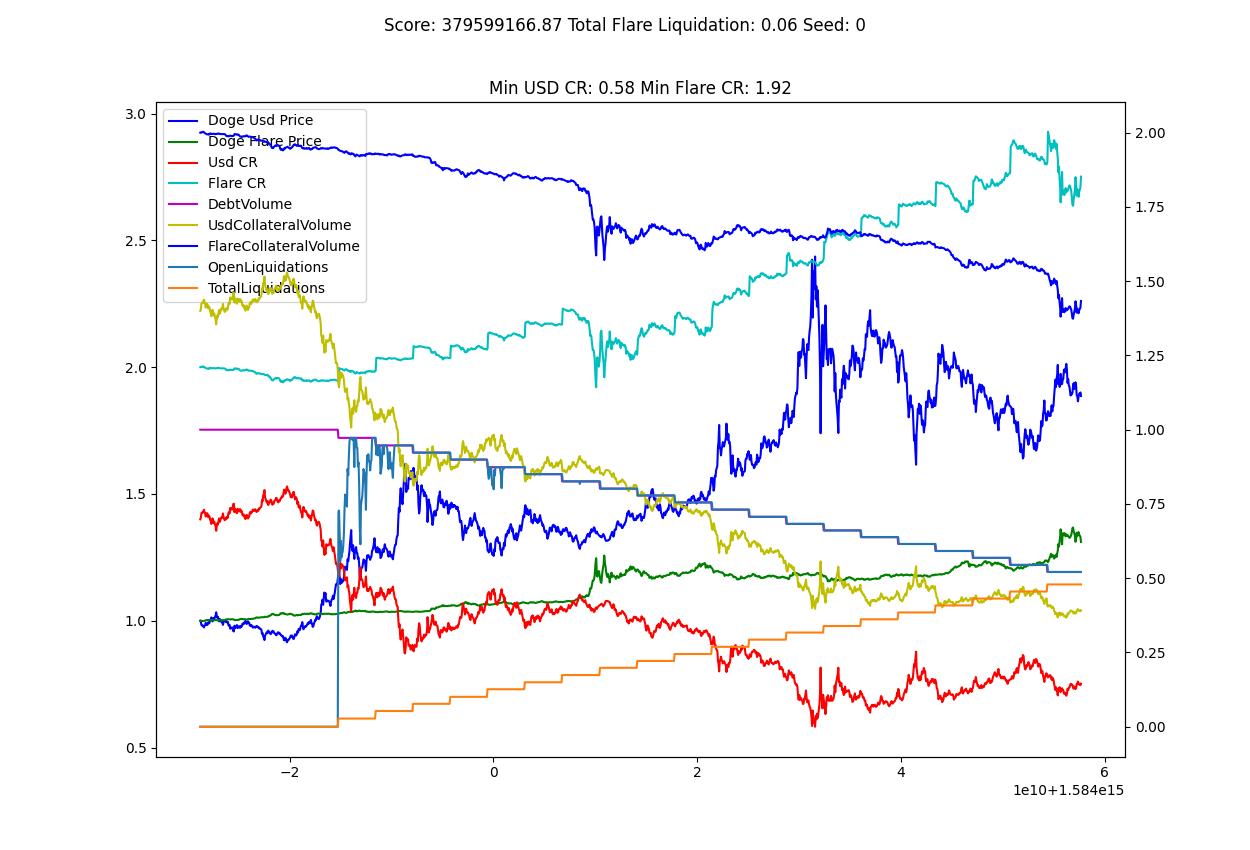 Score: 379599166.87 Total Flare Liquidation: 0.06 Seed: 0
Min USD CR: 0.58 Min Flare CR: 1.92
Doge Usd Price
Doge Flare Price
Usd CR
Flare CR
DebtVolume
UsdCollateralVolume
FlareCollateralVolume
OpenLiquidations
TotalLiquidations
3.0
2.5
2.0
1.5
1.0
0.5
2.00
1.75
1.50
1.25
1.00
0.75
0.50
0.25
0.00
−2 0 2 4 6
1e10+1.584e15